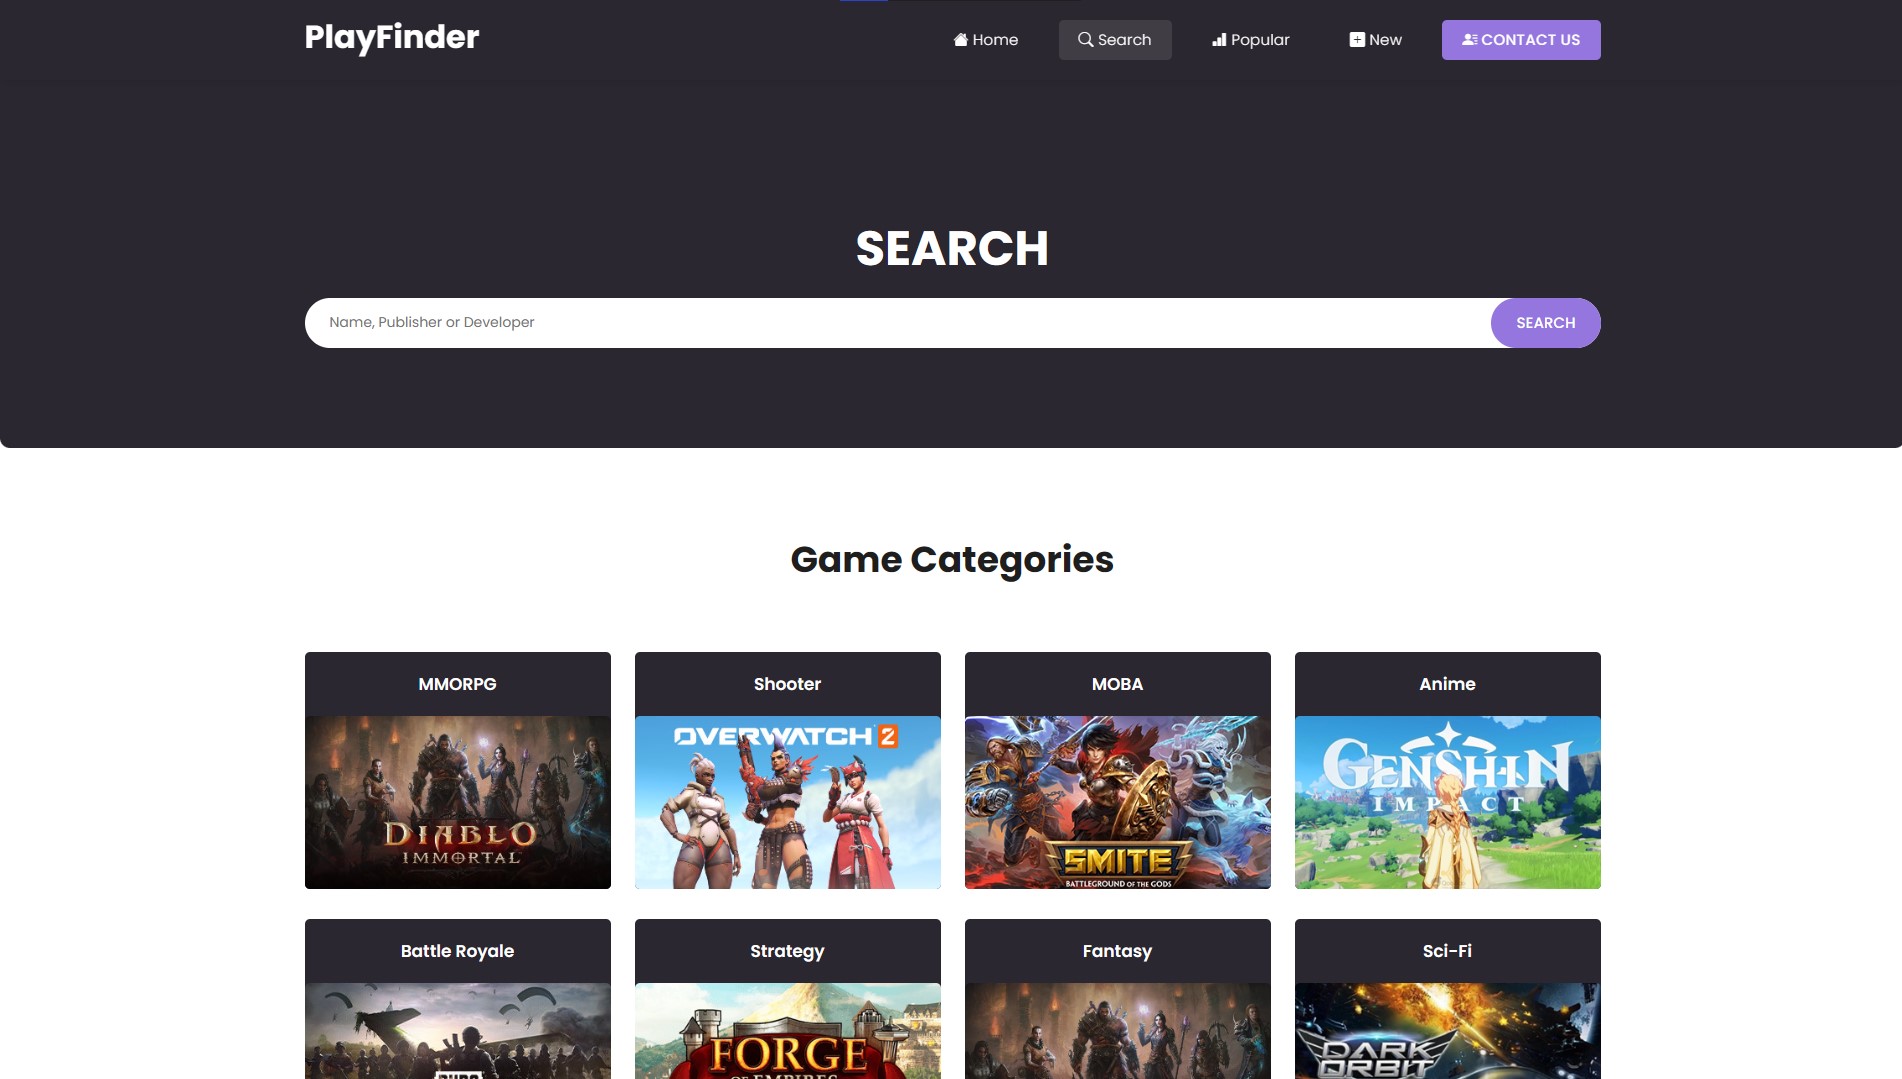 PlayFinder
Home
Search
Popular
New
CONTACT US
SEARCH
Name, Publisher or Developer
SEARCH
Game Categories
MMORPG
Shooter
MOBA
Anime
DIABLO
IMMORTAL
OVERWATCH 2
SMITE
BATTLEGROUND OF THE GODS
GENSHIN
IMPACT
Battle Royale
Strategy
Fantasy
Sci-Fi
FORGE
OF EMPIRES
DARK
ORBIT